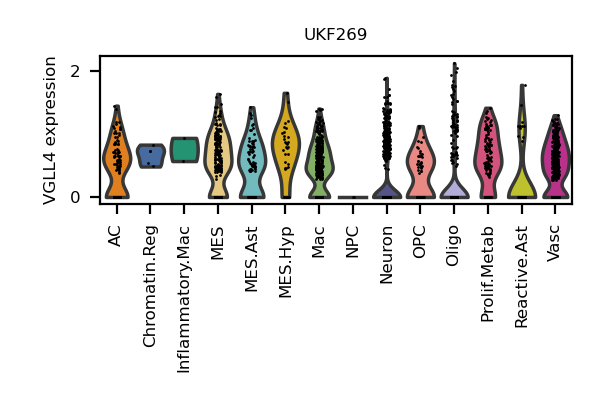 UKF269
VGLL4 expression
2
0
AC
Chromatin.Reg
Inflammatory.Mac
MES
MES.Ast
MES.Hyp
Mac
NPC
Neuron
OPC
Oligo
Prolif.Metab
Reactive.Ast
Vasc